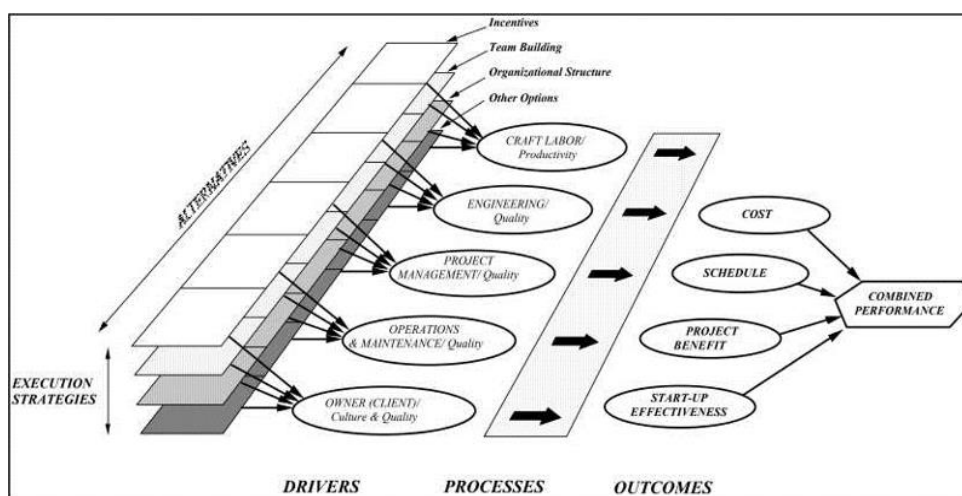 Incentives
Team Building
Organizational Structure
Other Options
ALTERNATIVES
CRAFT LABOR/
Productivity
ENGINEERING/
Quality
PROJECT
MANAGEMENT/ Quality
OPERATIONS
& MAINTENANCE/ Quality
OWNER (CLIENT)/
Culture & Quality
COST
SCHEDULE
PROJECT
BENEFIT
START-UP
EFFECTIVENESS
COMBINED
PERFORMANCE
EXECUTION
STRATEGIES
DRIVERS
PROCESSES
OUTCOMES